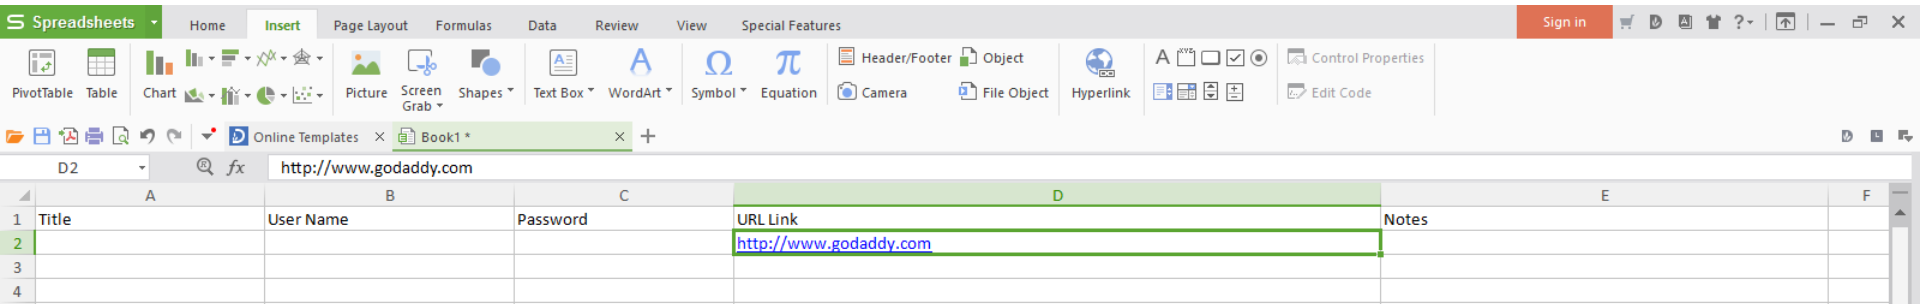 S Spreadsheets Home Insert Page Layout Formulas Data Review View Special Features Sign in ?
Header/Footer Object A XYZ Control Properties
PivotTable Table Chart Picture Screen Grab Shapes Text Box WordArt A Symbol Ω Equation π Camera File Object Hyperlink Edit Code
Online Templates × Book1 * × +
D2 fx http://www.godaddy.com
A B C D E F
1 Title User Name Password URL Link Notes
2 http://www.godaddy.com
3
4